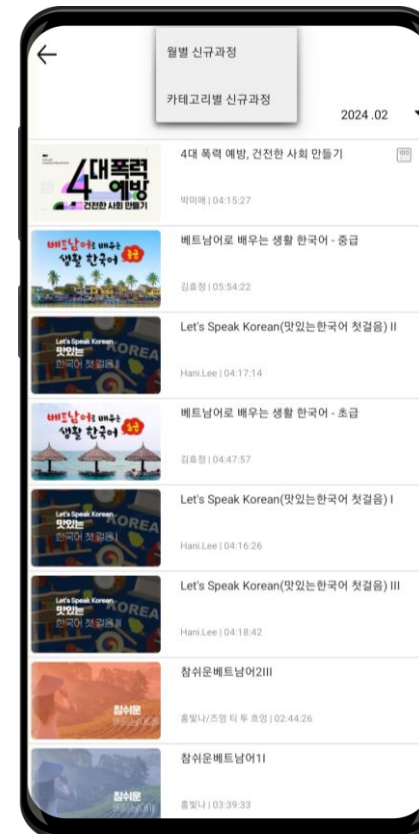 월별 신규과정
카테고리별 신규과정
2024 .02
4대 폭력
예방
건전한 사회 만들기
4대 폭력 예방, 건전한 사회 만들기
박미애 | 04:15:27
베트남어로 배우는
생활 한국어 중급
베트남어로 배우는 생활 한국어 - 중급
김효정 | 05:54:22
Let's Speak Korean
맛있는
한국어 첫 걸음 II
KOREA
Let's Speak Korean(맛있는한국어 첫걸음) II
Hani.Lee | 04:17:14
베트남어로 배우는
생활 한국어 초급
베트남어로 배우는 생활 한국어 - 초급
김효정 | 04:47:57
Let's Speak Korean
맛있는
한국어 첫 걸음 I
KOREA
Let's Speak Korean(맛있는한국어 첫걸음) I
Hani.Lee | 04:16:26
Let's Speak Korean
맛있는
한국어 첫 걸음 III
KOREA
Let's Speak Korean(맛있는한국어 첫걸음) III
Hani.Lee | 04:18:42
참쉬운
참쉬운베트남어2III
홍빛나/즈엉 티 투 흐엉 | 02:44:26
참쉬운
참쉬운베트남어1I
홍빛나 | 03:39:33